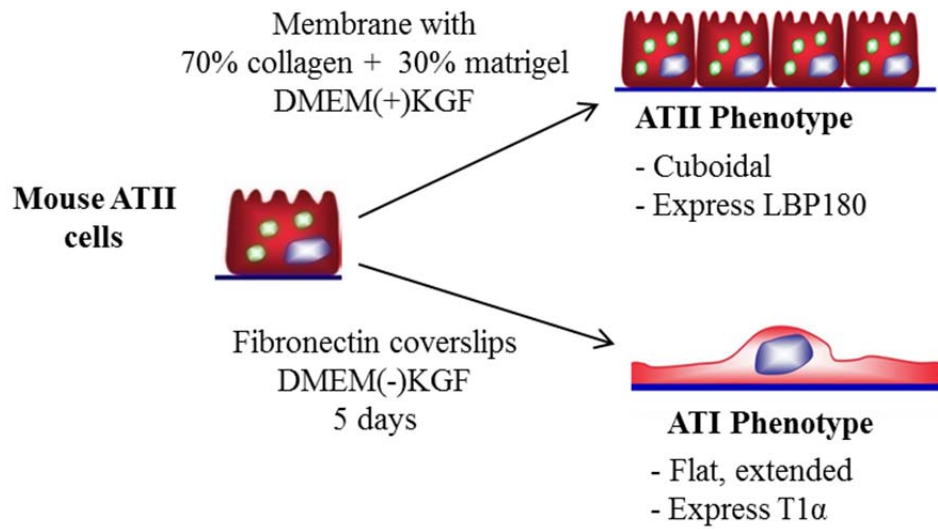 Membrane with
70% collagen + 30% matrigel
DMEM(+)KGF
ATII Phenotype
- Cuboidal
- Express LBP180
Mouse ATII
cells
Fibronectin coverslips
DMEM(-)KGF
5 days
ATI Phenotype
- Flat, extended
- Express T1α